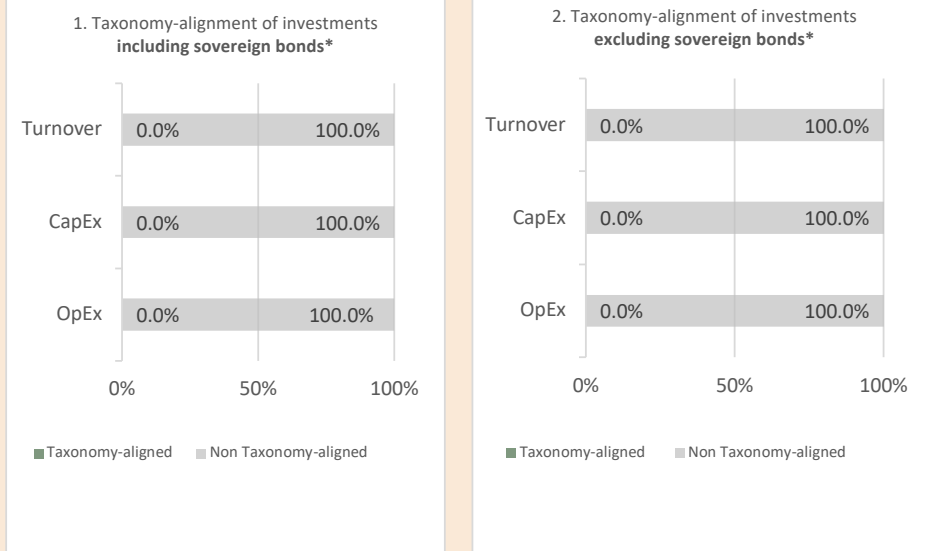 1. Taxonomy-alignment of investments
including sovereign bonds*
Turnover 0.0% 100.0%
CapEx 0.0% 100.0%
OpEx 0.0% 100.0%
0% 50% 100%
Taxonomy-aligned Non Taxonomy-aligned
2. Taxonomy-alignment of investments
excluding sovereign bonds*
Turnover 0.0% 100.0%
CapEx 0.0% 100.0%
OpEx 0.0% 100.0%
0% 50% 100%
Taxonomy-aligned Non Taxonomy-aligned